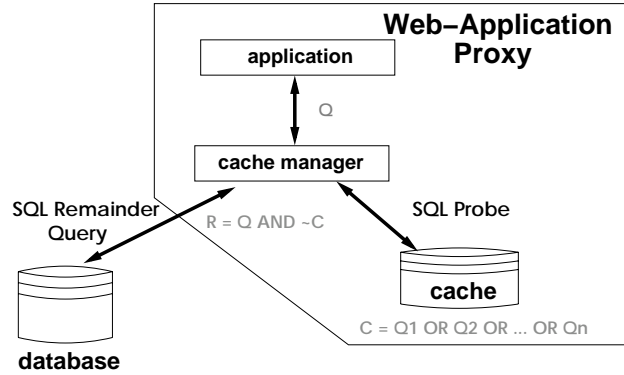 Web–Application
Proxy
application
Q
cache manager
SQL Remainder
Query
R = Q AND ~C
SQL Probe
cache
C = Q1 OR Q2 OR ... OR Qn
database